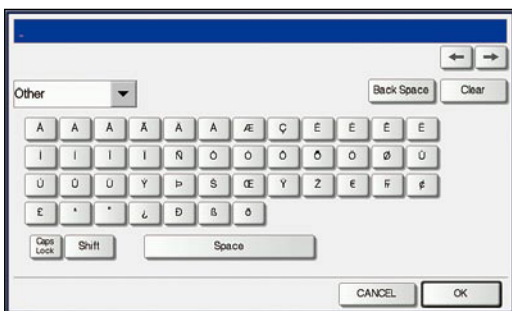 _
← →
Other Back Space Clear
À Á Â Ã Ä Å Æ Ç È É Ê Ë
Ì Í Î Ï Ñ Ò Ó Ô Õ Ö Ø Ù
Ú Û Ü Ý Þ Š Œ Ÿ Ž €
£ ¿ Ð ß
Caps Lock Shift Space
CANCEL OK